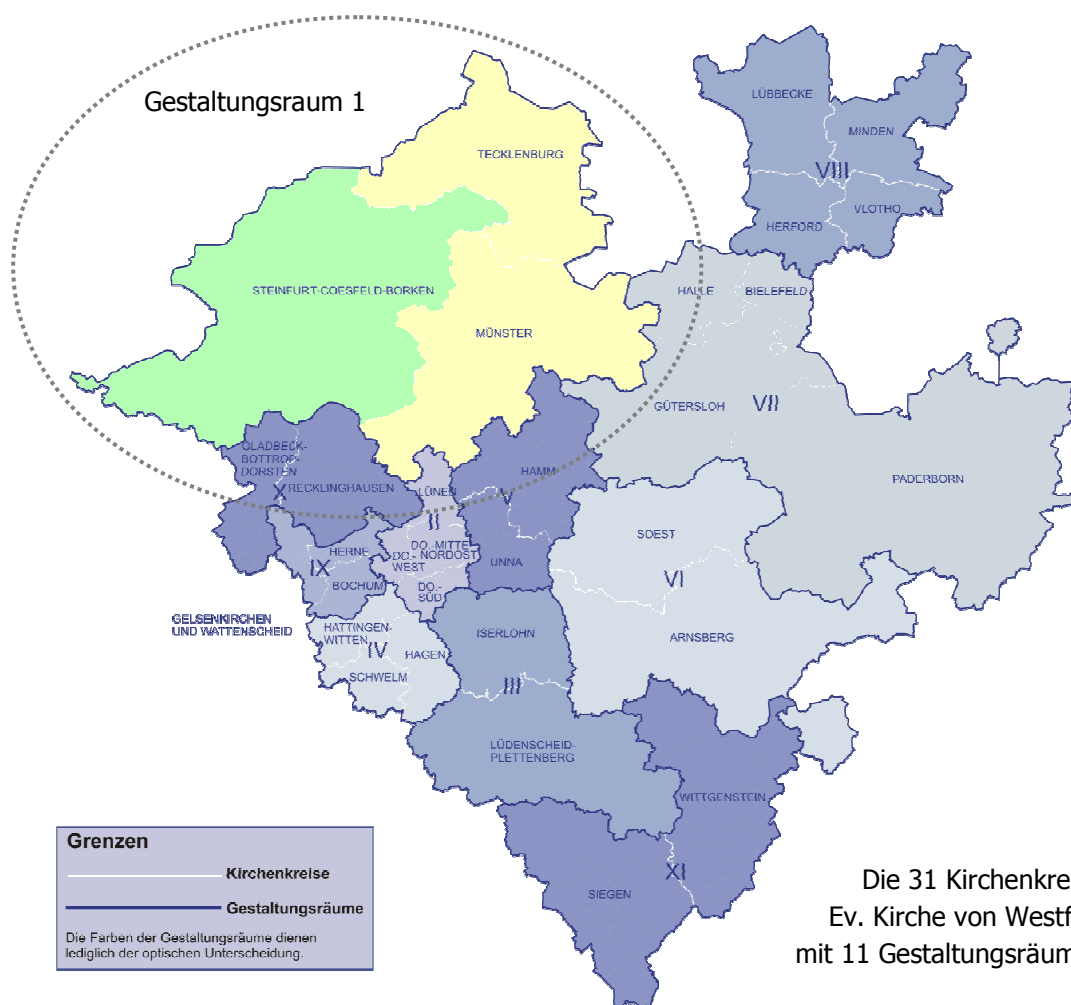 Gestaltungsraum 1
LÜBBECKE
MINDEN
VIII
HERFORD
VLOTHO
TECKLENBURG
STEINFURT-COESFELD-BORKEN
MÜNSTER
HALLE
BIELEFELD
GÜTERSLOH
VII
PADERBORN
GLADBECK-
BOTTROP-
DORSTEN
X
RECKLINGHAUSEN
LÜNEN
II
HAMM
V
UNNA
DO.-MITTE-
NORDOST
DO.-
WEST
DO.-
SÜD
HERNE
IX
BOCHUM
GELSENKIRCHEN
UND WATTENSCHEID
SOEST
VI
ARNSBERG
HATTINGEN-
WITTEN
IV
HAGEN
SCHWELM
ISERLOHN
III
LÜDENSCHEID-
PLETTENBERG
WITTGENSTEIN
XI
SIEGEN
Grenzen
Kirchenkreise
Gestaltungsräume
Die Farben der Gestaltungsräume dienen
lediglich der optischen Unterscheidung.
Die 31 Kirchenkre
Ev. Kirche von Westf
mit 11 Gestaltungsräum